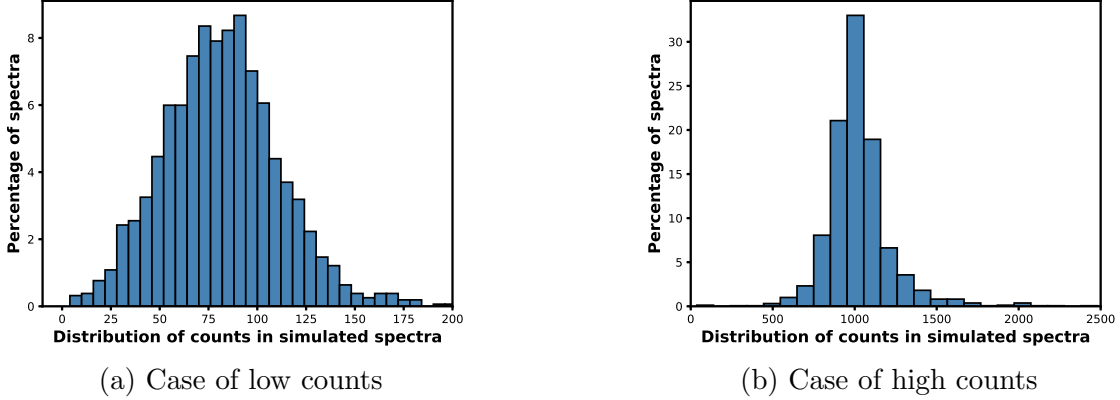 8
6
4
2
0
Percentage of spectra
0 25 50 75 100 125 150 175 200
Distribution of counts in simulated spectra
(a) Case of low counts
30
25
20
15
10
5
0
Percentage of spectra
0 500 1000 1500 2000 2500
Distribution of counts in simulated spectra
(b) Case of high counts